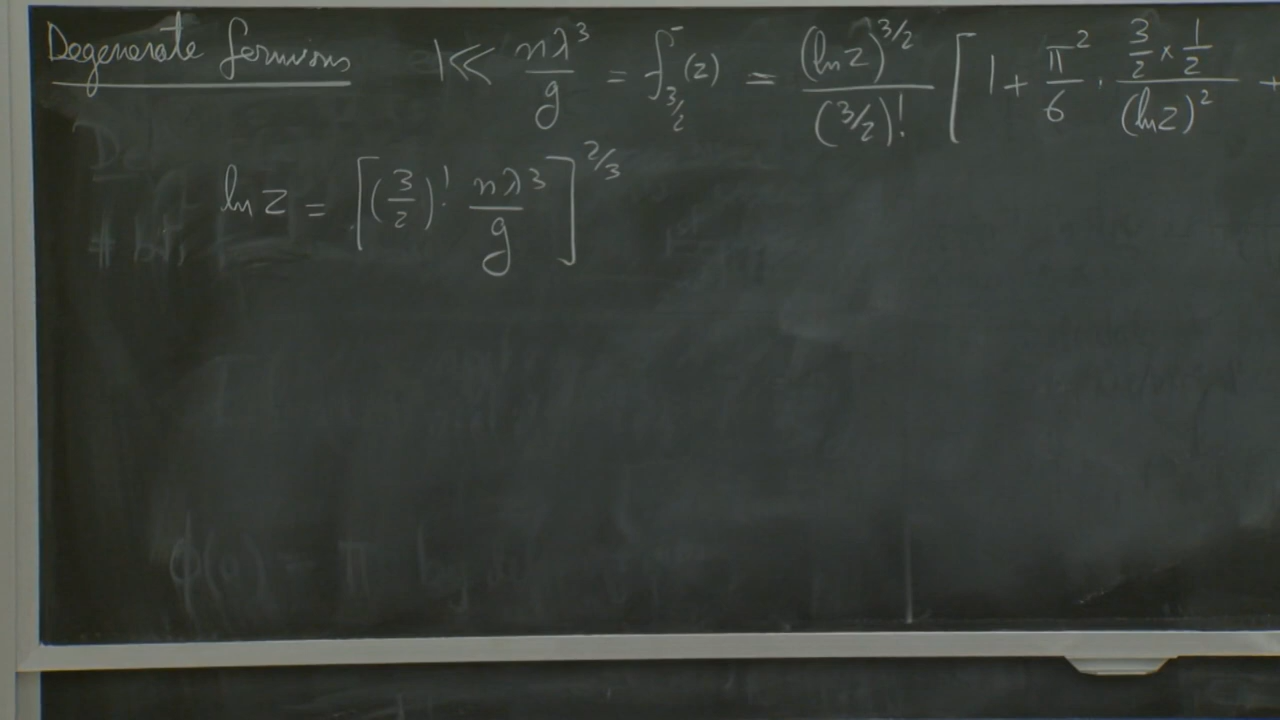 Degenerate fermions 1 ≪ nλ³/g = f⁻_{3/2}(z) = (ln z)^{3/2}/(3/2)! [1 + π²/6 · (3/2 × 1/2)/(ln z)² +
ln z = [(3/2)! nλ³/g]^{2/3}